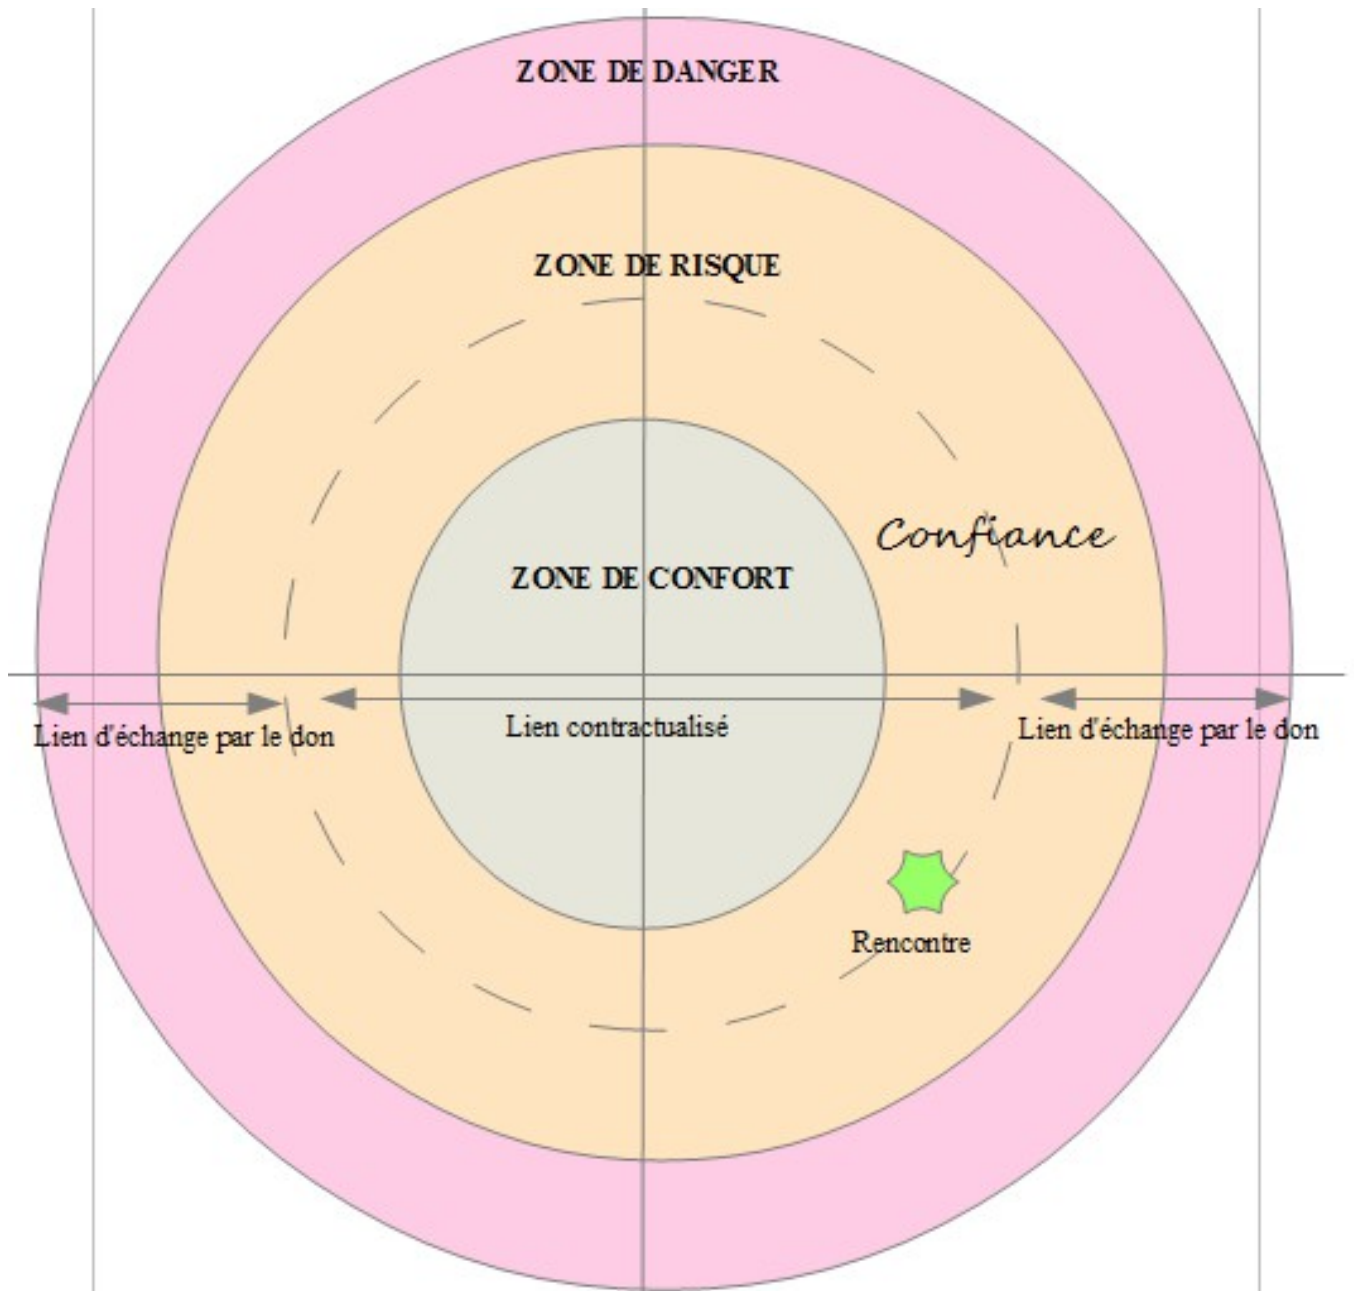 ZONE DE DANGER
ZONE DE RISQUE
Confiance
ZONE DE CONFORT
Lien d'échange par le don
Lien contractualisé
Lien d'échange par le don
Rencontre